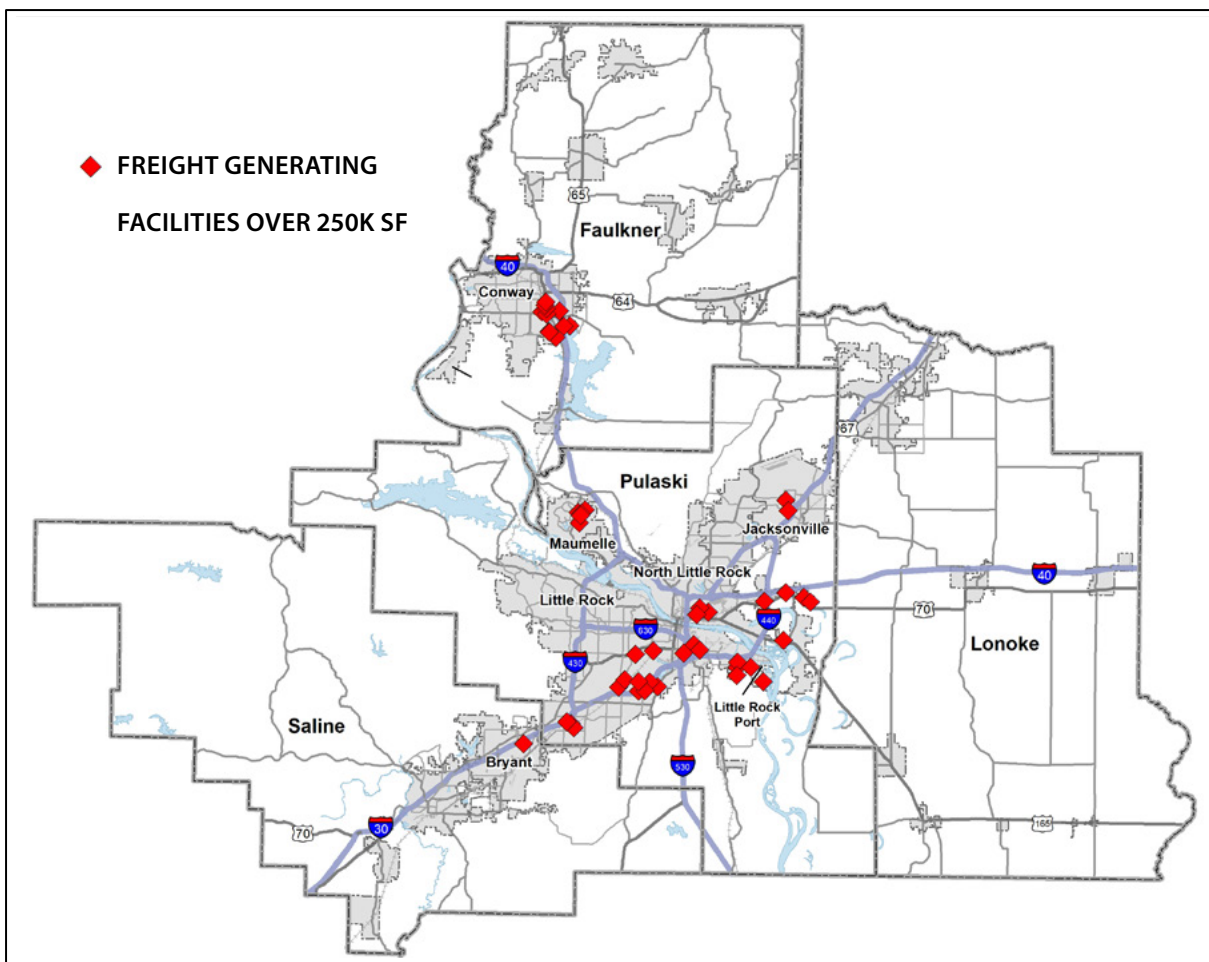 FREIGHT GENERATING
FACILITIES OVER 250K SF
65
Faulkner
40
Conway
64
67
Pulaski
Jacksonville
Maumelle
North Little Rock
40
Little Rock
70
440
630
Lonoke
430
Little Rock
Port
Saline
Bryant
530
30
70
165